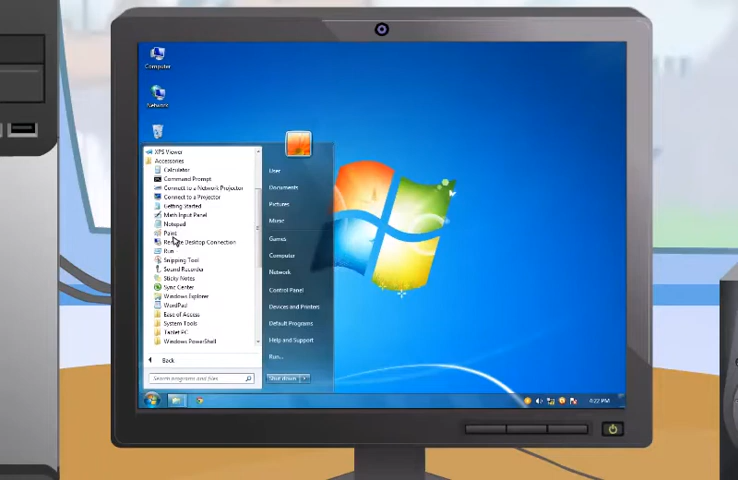 Computer
Network
XPS Viewer
Accessories
Calculator
Command Prompt
Connect to a Network Projector
Connect to a Projector
Getting Started
Math Input Panel
Notepad
Paint
Remote Desktop Connection
Run
Snipping Tool
Sound Recorder
Sticky Notes
Sync Center
Windows Explorer
WordPad
Ease of Access
System Tools
Tablet PC
Windows PowerShell
Back
Search programs and files
User
Documents
Pictures
Music
Games
Computer
Network
Control Panel
Devices and Printers
Default Programs
Help and Support
Run...
Shut down